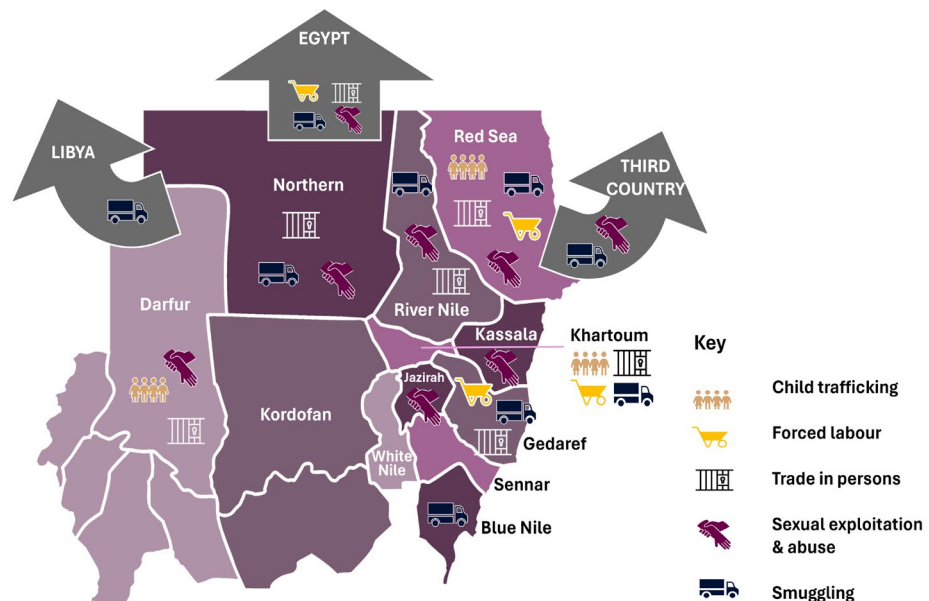 EGYPT
LIBYA
Red Sea
THIRD
COUNTRY
Northern
Darfur
River Nile
Kassala
Khartoum
Key
Jazirah
Child trafficking
Kordofan
Forced labour
Gedaref
White
Nile
Trade in persons
Sennar
Blue Nile
Sexual exploitation
& abuse
Smuggling